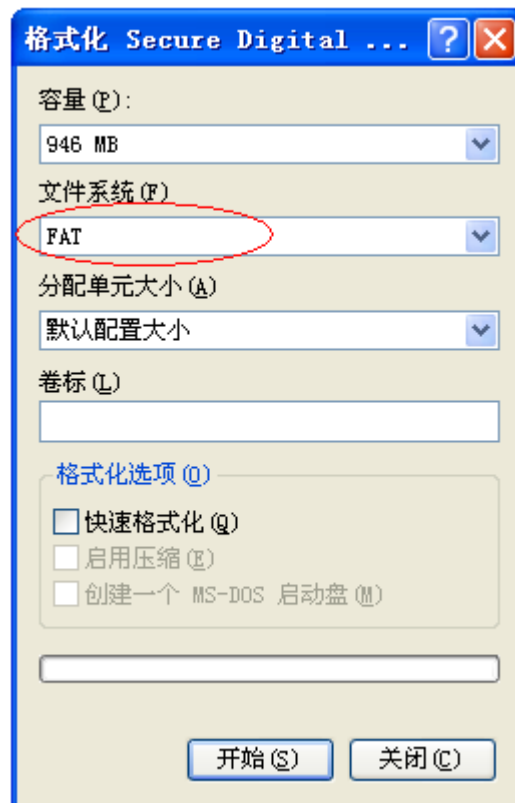 格式化 Secure Digital ...
容量(P):
946 MB
文件系统(F)
FAT
分配单元大小(A)
默认配置大小
卷标(L)
格式化选项(O)
快速格式化(Q)
启用压缩(E)
创建一个 MS-DOS 启动盘(M)
开始(S) 关闭(C)